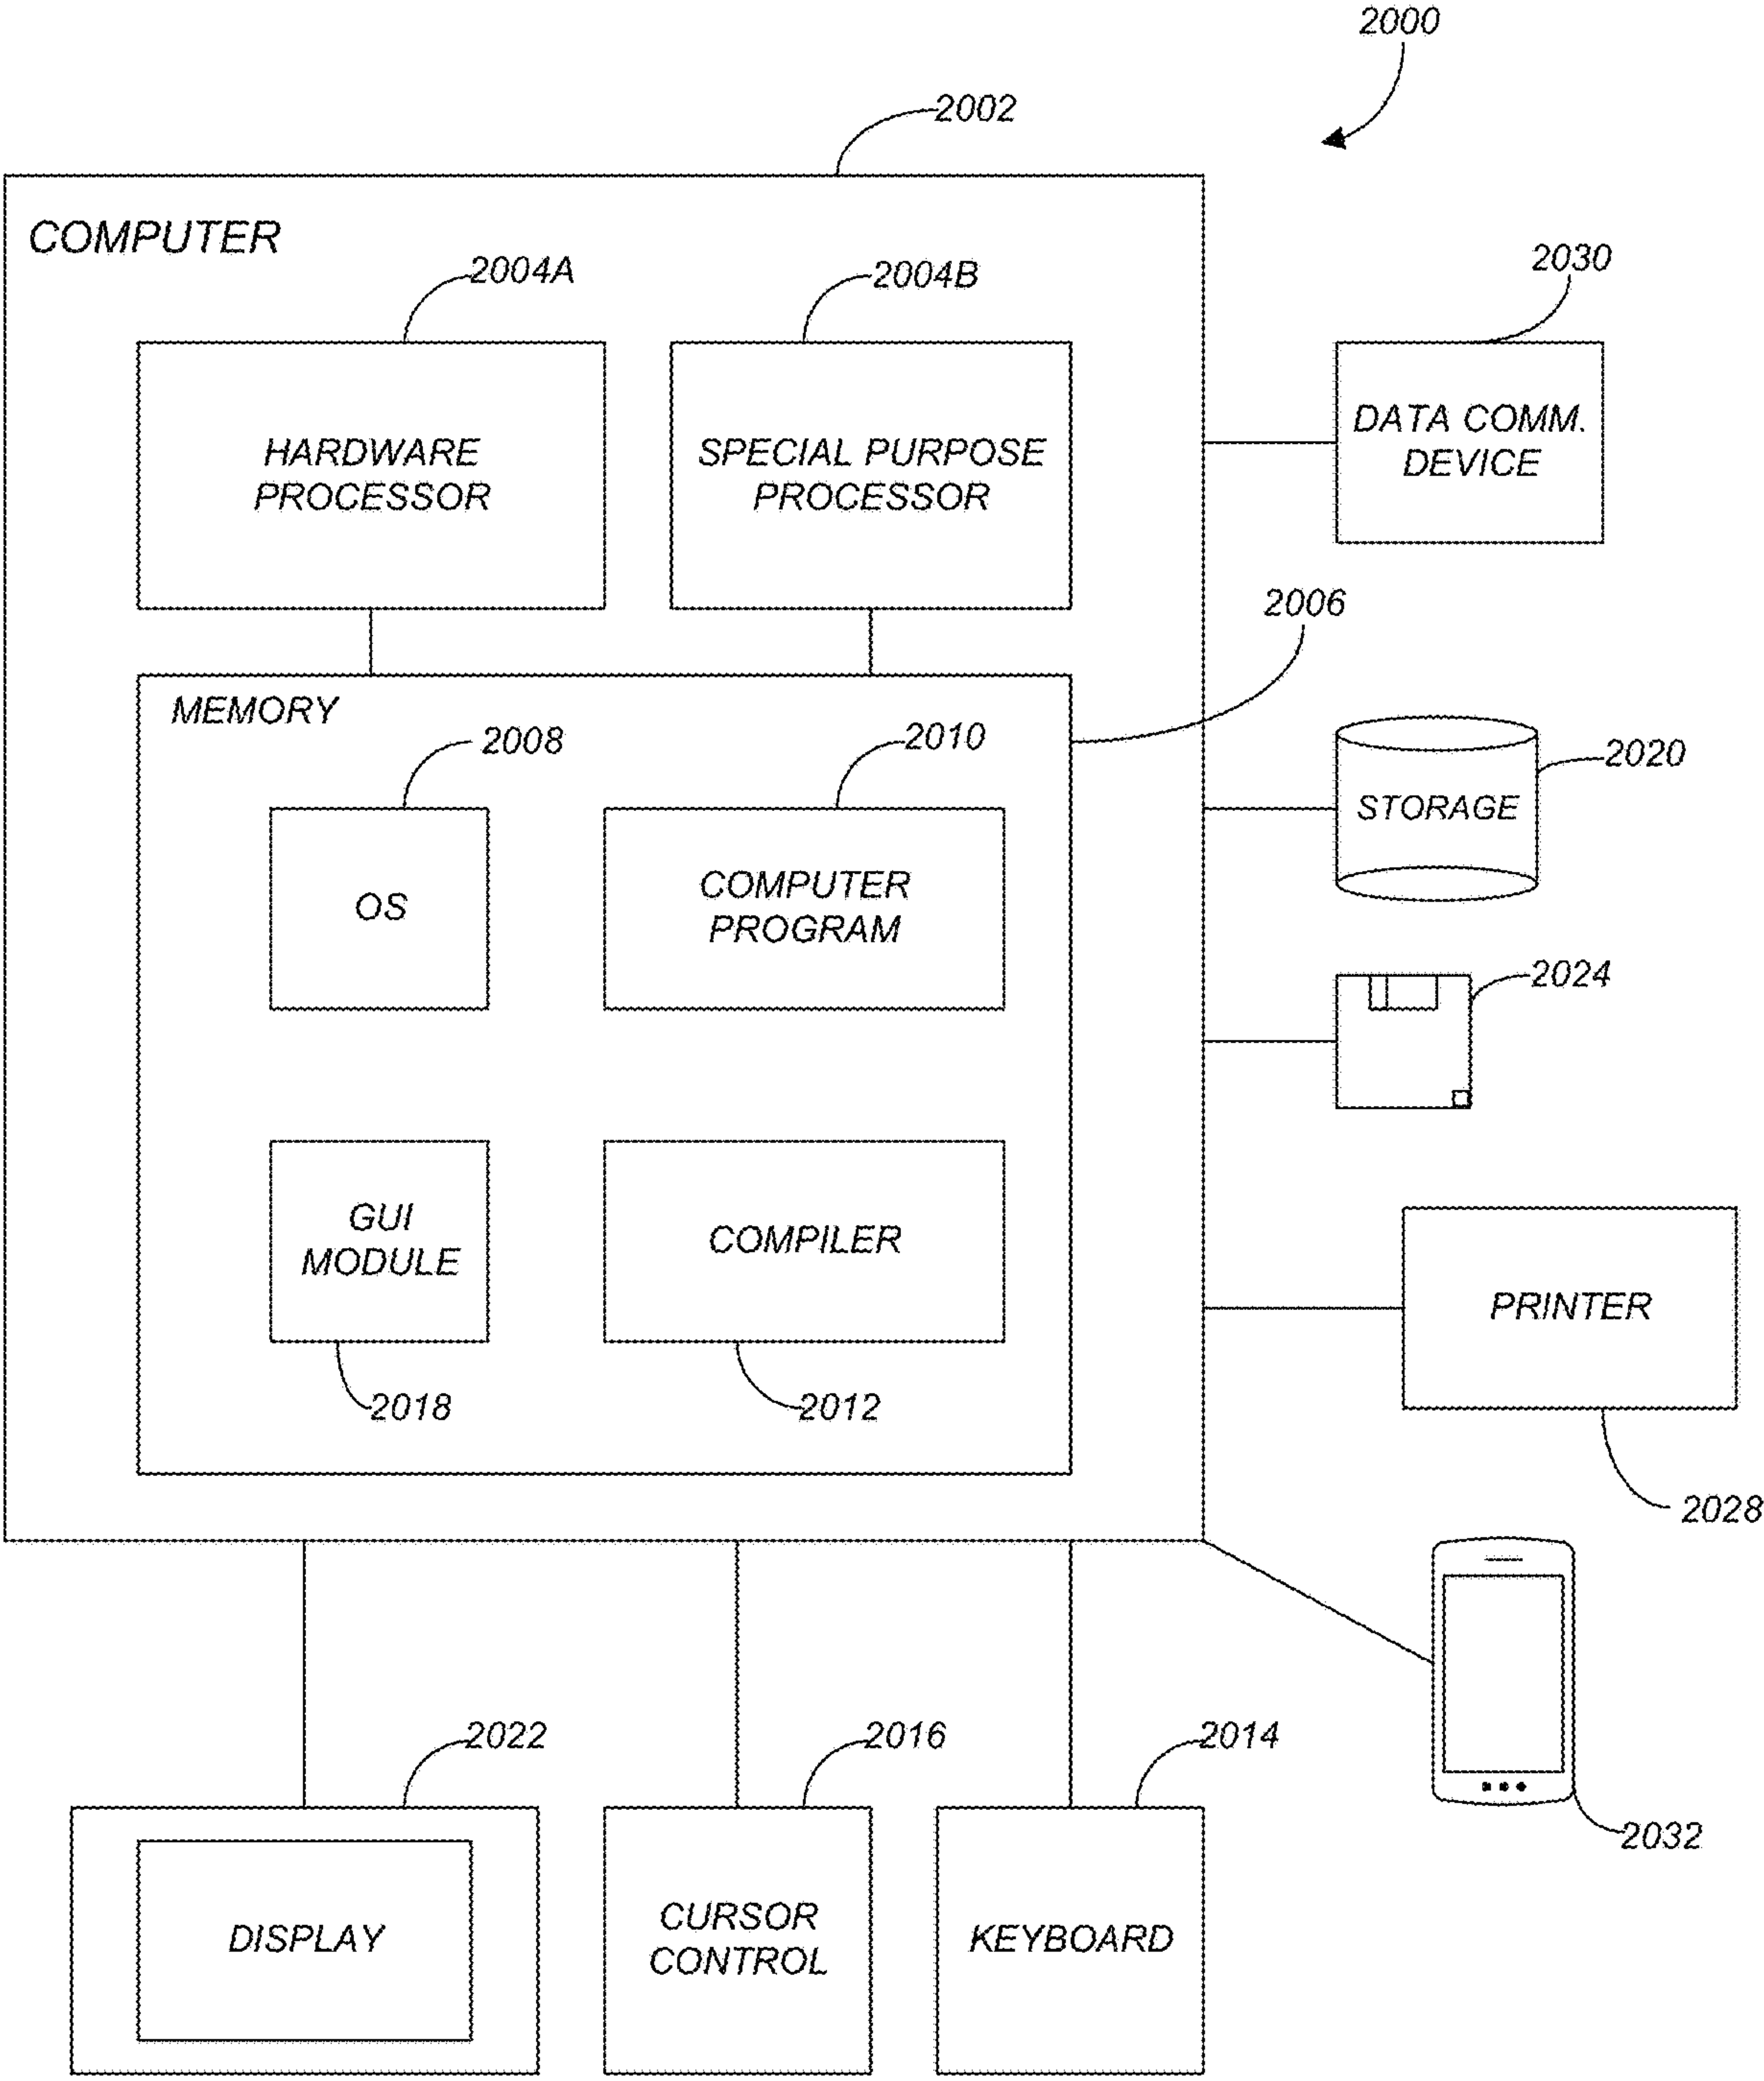 2000
2002
COMPUTER
2004A
2004B
2030
HARDWARE
PROCESSOR
SPECIAL PURPOSE
PROCESSOR
DATA COMM.
DEVICE
2006
MEMORY
2008
2010
2020
STORAGE
OS
COMPUTER
PROGRAM
2024
GUI
MODULE
COMPILER
PRINTER
2018
2012
2028
2022
2016
2014
2032
DISPLAY
CURSOR
CONTROL
KEYBOARD